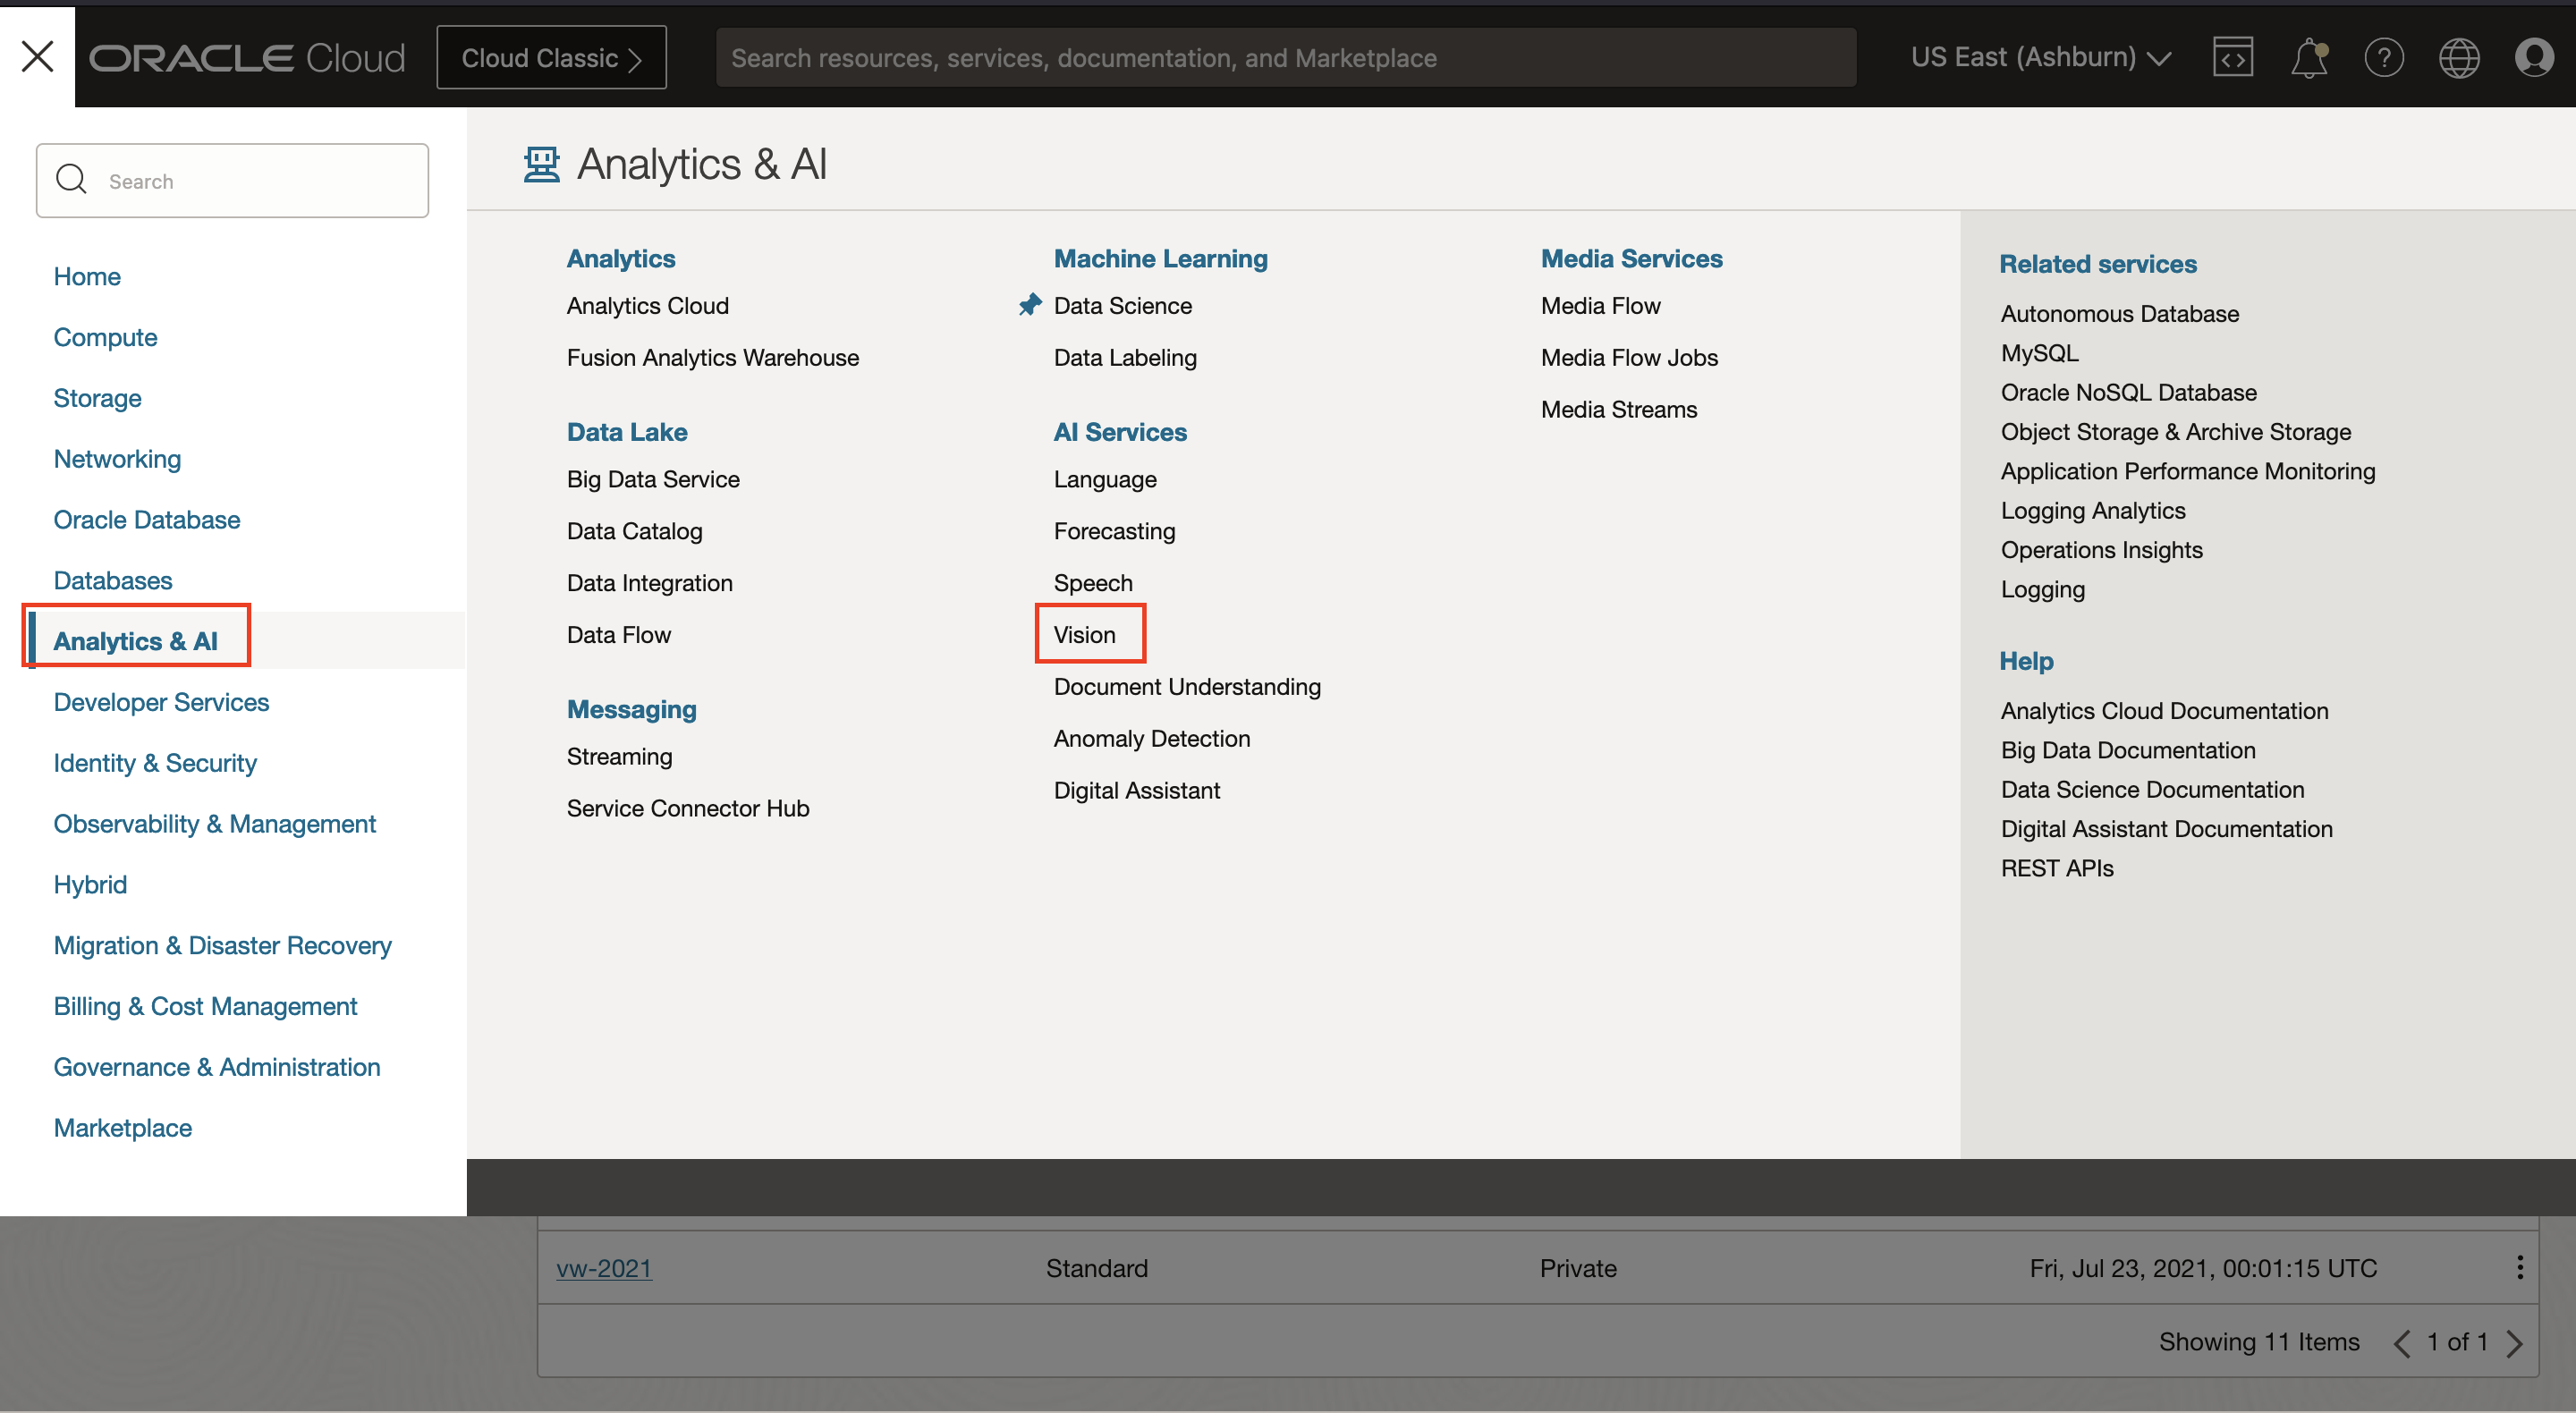 ORACLE Cloud
Cloud Classic
Search resources, services, documentation, and Marketplace
US East (Ashburn)
Search
Home
Compute
Storage
Networking
Oracle Database
Databases
Analytics & AI
Developer Services
Identity & Security
Observability & Management
Hybrid
Migration & Disaster Recovery
Billing & Cost Management
Governance & Administration
Marketplace
Analytics & AI
Analytics
Analytics Cloud
Fusion Analytics Warehouse
Data Lake
Big Data Service
Data Catalog
Data Integration
Data Flow
Messaging
Streaming
Service Connector Hub
Machine Learning
Data Science
Data Labeling
AI Services
Language
Forecasting
Speech
Vision
Document Understanding
Anomaly Detection
Digital Assistant
Media Services
Media Flow
Media Flow Jobs
Media Streams
Related services
Autonomous Database
MySQL
Oracle NoSQL Database
Object Storage & Archive Storage
Application Performance Monitoring
Logging Analytics
Operations Insights
Logging
Help
Analytics Cloud Documentation
Big Data Documentation
Data Science Documentation
Digital Assistant Documentation
REST APIs
vw-2021 Standard Private Fri, Jul 23, 2021, 00:01:15 UTC
Showing 11 Items 1 of 1